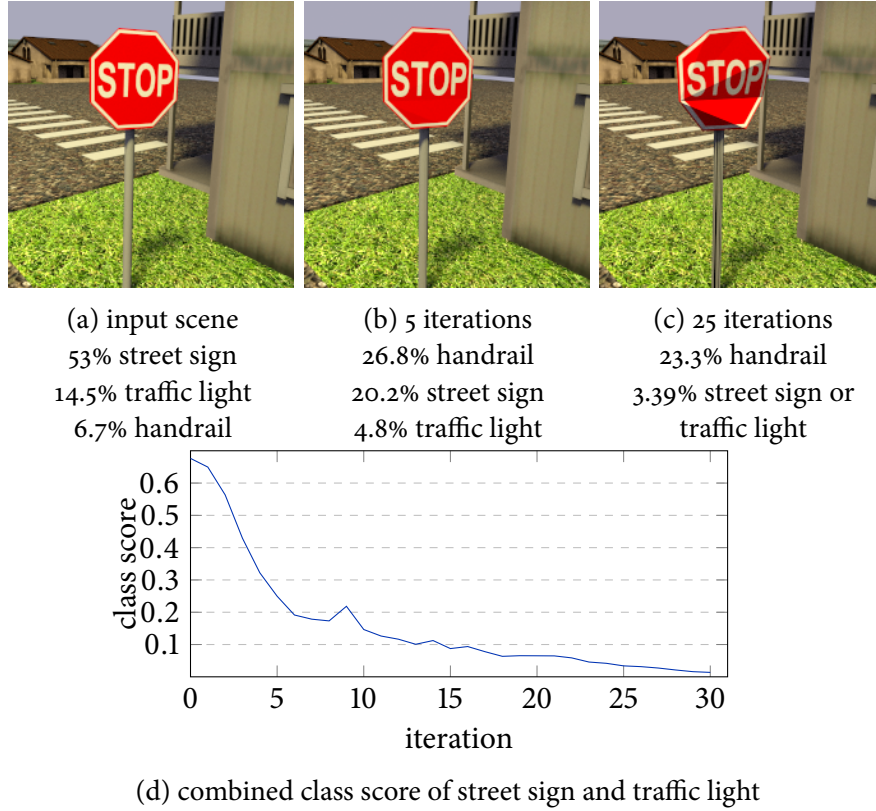 STOP STOP STOP
(a) input scene
53% street sign
14.5% traffic light
6.7% handrail
(b) 5 iterations
26.8% handrail
20.2% street sign
4.8% traffic light
(c) 25 iterations
23.3% handrail
3.39% street sign or
traffic light
class score
0.6
0.5
0.4
0.3
0.2
0.1
0 5 10 15 20 25 30
iteration
(d) combined class score of street sign and traffic light